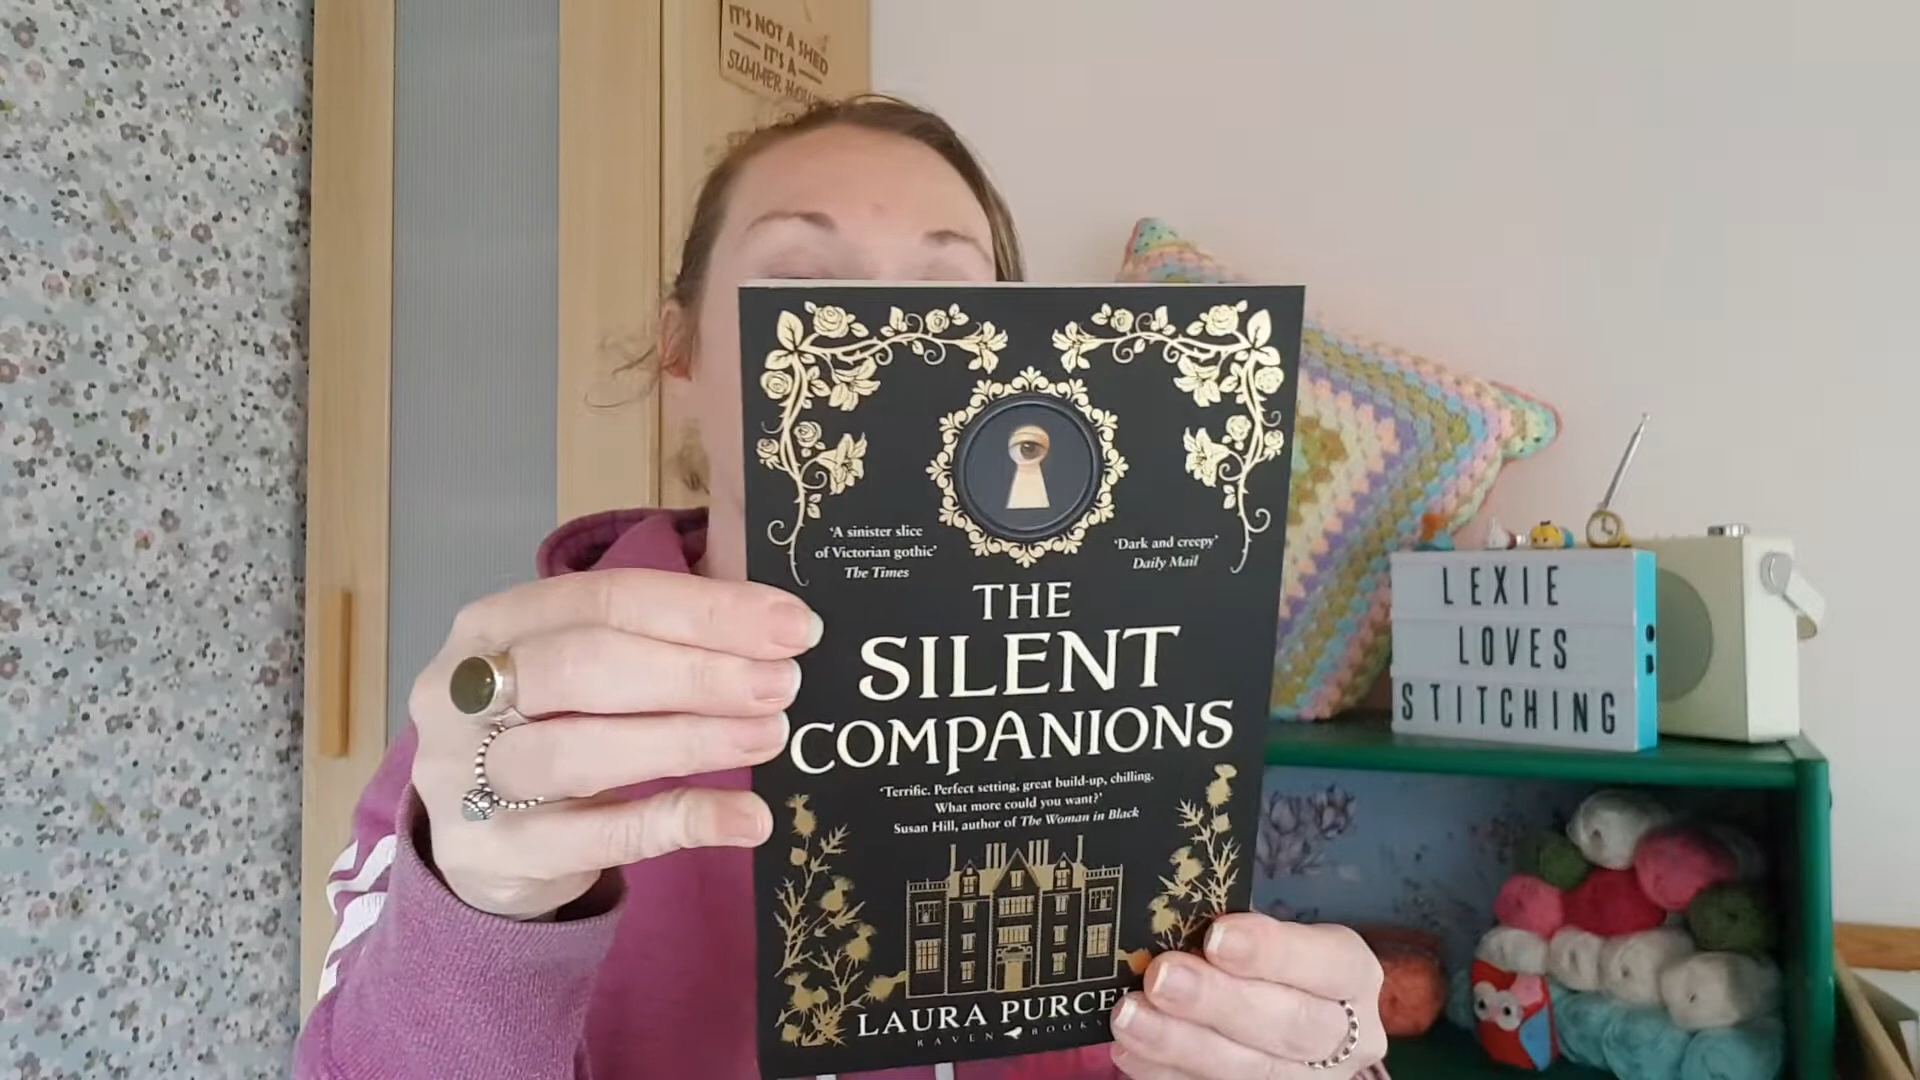 IT'S NOT A SHED
IT'S A
SUMMER HOUSE
'A sinister slice
of Victorian gothic'
The Times
'Dark and creepy'
Daily Mail
THE
SILENT
COMPANIONS
'Terrific. Perfect setting, great build-up, chilling.
What more could you want?'
Susan Hill, author of The Woman in Black
LAURA PURCEL
RAVEN BOOKS
LEXIE
LOVES
STITCHING